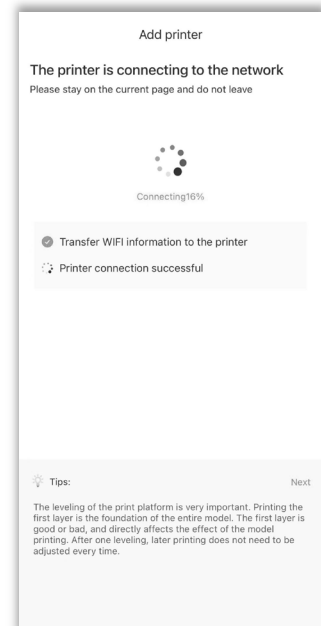 Add printer
The printer is connecting to the network
Please stay on the current page and do not leave
Connecting16%
Transfer WIFI information to the printer
Printer connection successful
Tips:
Next
The leveling of the print platform is very important. Printing the
first layer is the foundation of the entire model. The first layer is
good or bad, and directly affects the effect of the model
printing. After one leveling, later printing does not need to be
adjusted every time.